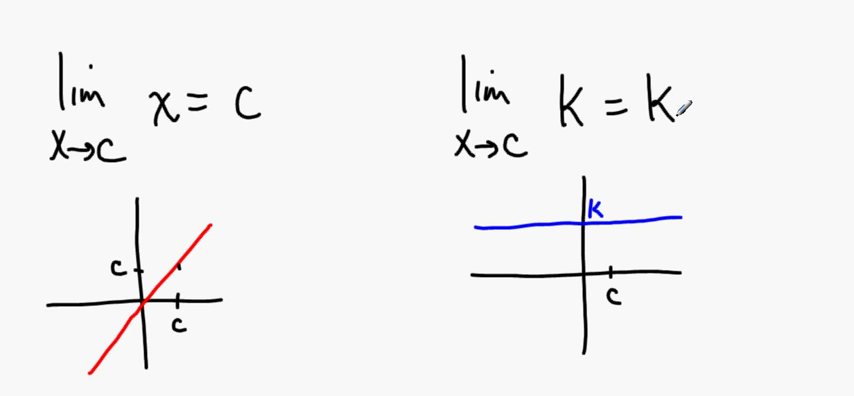 lim x→c x = c
lim x→c k = k
c
c
k
c